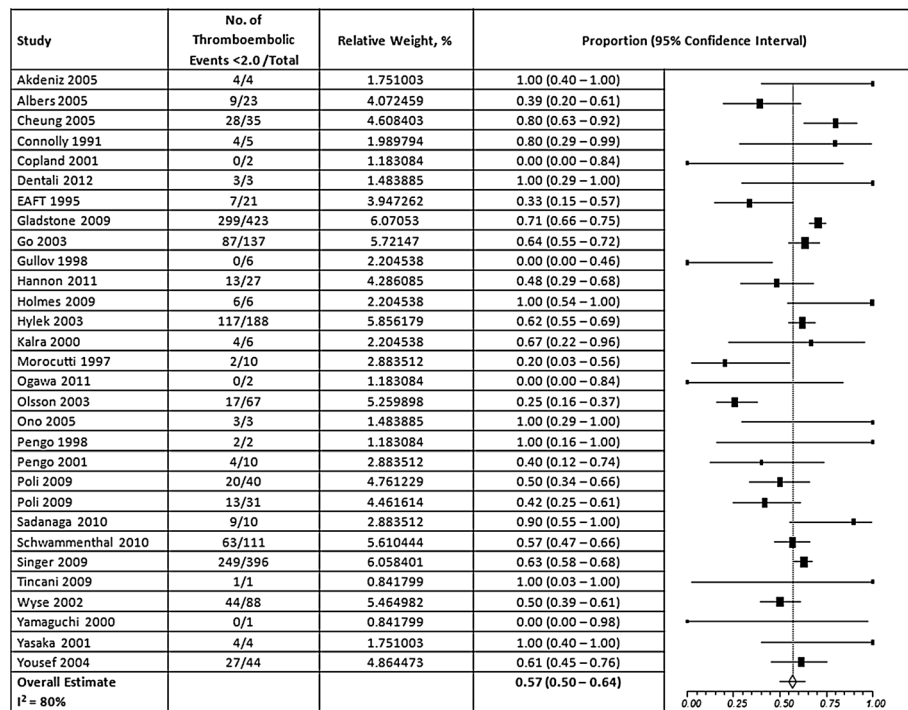 Study No. of Thromboembolic Events <2.0 /Total Relative Weight, % Proportion (95% Confidence Interval)
Akdeniz 2005 4/4 1.751003 1.00 (0.40 – 1.00)
Albers 2005 9/23 4.072459 0.39 (0.20 – 0.61)
Cheung 2005 28/35 4.608403 0.80 (0.63 – 0.92)
Connolly 1991 4/5 1.989794 0.80 (0.29 – 0.99)
Copland 2001 0/2 1.183084 0.00 (0.00 – 0.84)
Dentali 2012 3/3 1.483885 1.00 (0.29 – 1.00)
EAFT 1995 7/21 3.947262 0.33 (0.15 – 0.57)
Gladstone 2009 299/423 6.07053 0.71 (0.66 – 0.75)
Go 2003 87/137 5.72147 0.64 (0.55 – 0.72)
Gullov 1998 0/6 2.204538 0.00 (0.00 – 0.46)
Hannon 2011 13/27 4.286085 0.48 (0.29 – 0.68)
Holmes 2009 6/6 2.204538 1.00 (0.54 – 1.00)
Hylek 2003 117/188 5.856179 0.62 (0.55 – 0.69)
Kalra 2000 4/6 2.204538 0.67 (0.22 – 0.96)
Morocutti 1997 2/10 2.883512 0.20 (0.03 – 0.56)
Ogawa 2011 0/2 1.183084 0.00 (0.00 – 0.84)
Olsson 2003 17/67 5.259898 0.25 (0.16 – 0.37)
Ono 2005 3/3 1.483885 1.00 (0.29 – 1.00)
Pengo 1998 2/2 1.183084 1.00 (0.16 – 1.00)
Pengo 2001 4/10 2.883512 0.40 (0.12 – 0.74)
Poli 2009 20/40 4.761229 0.50 (0.34 – 0.66)
Poli 2009 13/31 4.461614 0.42 (0.25 – 0.61)
Sadanaga 2010 9/10 2.883512 0.90 (0.55 – 1.00)
Schwammenthal 2010 63/111 5.610444 0.57 (0.47 – 0.66)
Singer 2009 249/396 6.058401 0.63 (0.58 – 0.68)
Tincani 2009 1/1 0.841799 1.00 (0.03 – 1.00)
Wyse 2002 44/88 5.464982 0.50 (0.39 – 0.61)
Yamaguchi 2000 0/1 0.841799 0.00 (0.00 – 0.98)
Yasaka 2001 4/4 1.751003 1.00 (0.40 – 1.00)
Yousef 2004 27/44 4.864473 0.61 (0.45 – 0.76)
Overall Estimate 0.57 (0.50 – 0.64)
I² = 80%
0.00 0.25 0.50 0.75 1.00